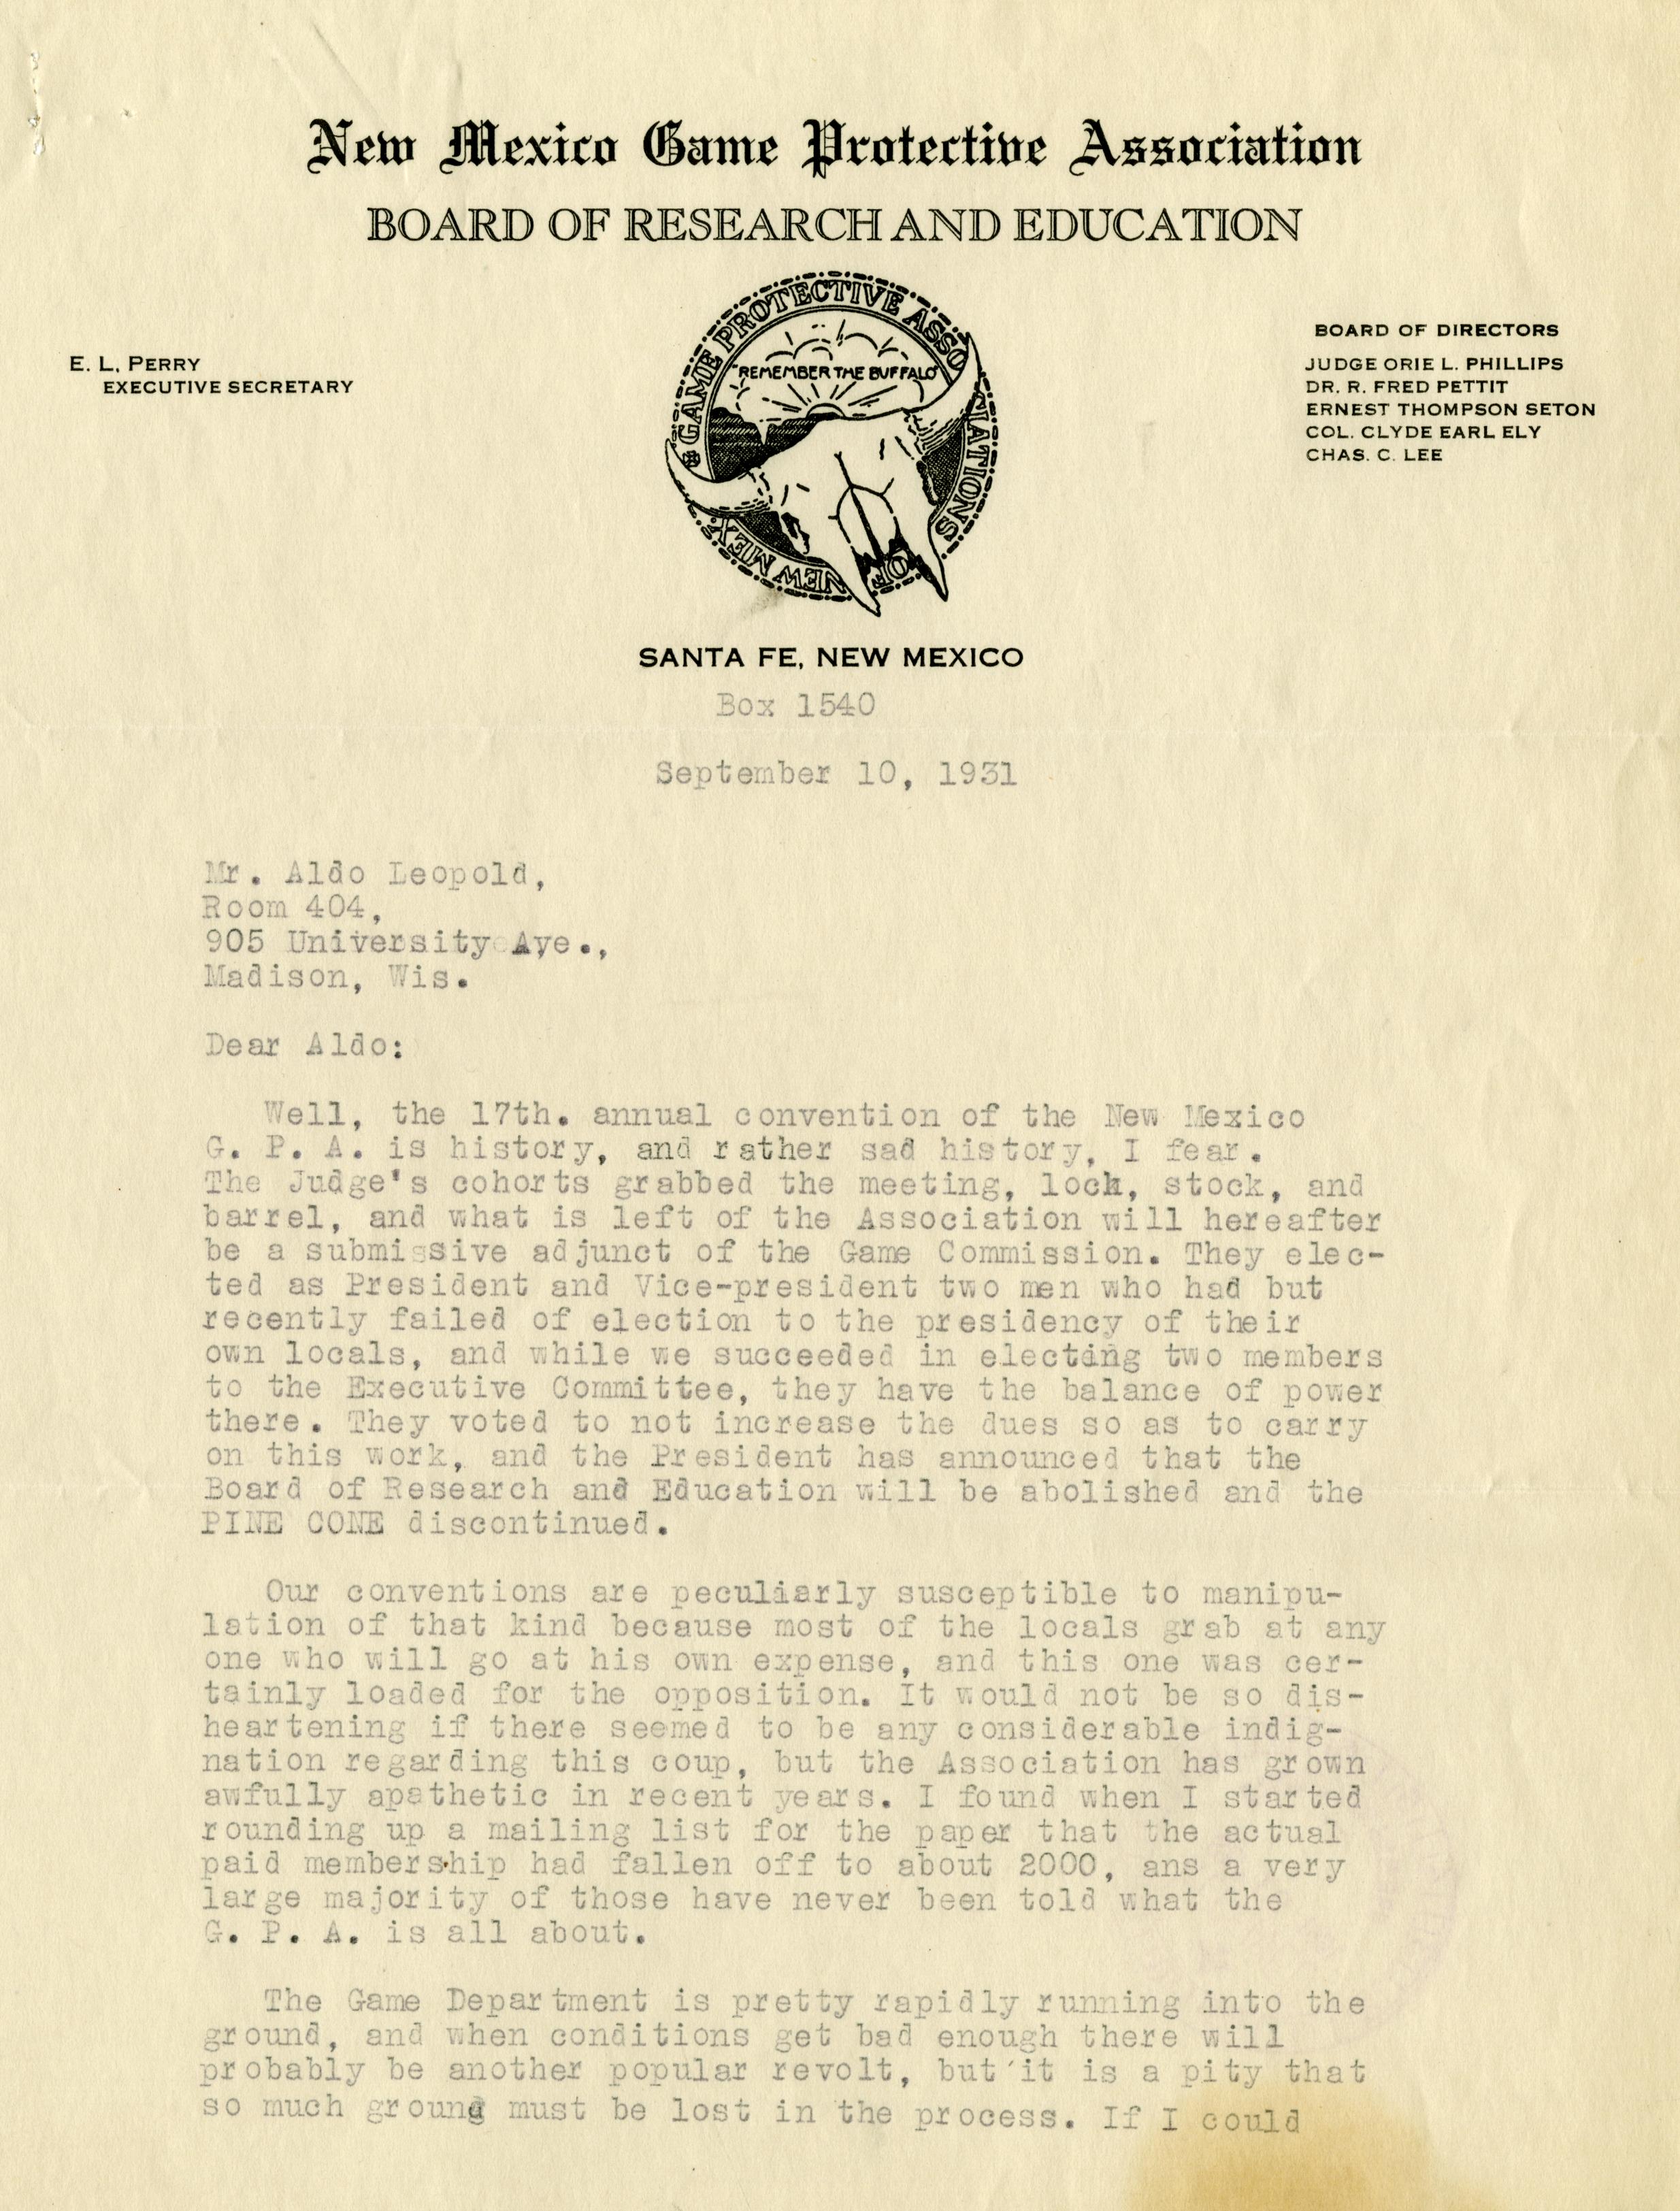 New Mexico Game Protective Association
BOARD OF RESEARCH AND EDUCATION
E. L. PERRY
EXECUTIVE SECRETARY
GAME PROTECTIVE ASSOCIATIONS OF NEW MEX
"REMEMBER THE BUFFALO"
BOARD OF DIRECTORS
JUDGE ORIE L. PHILLIPS
DR. R. FRED PETTIT
ERNEST THOMPSON SETON
COL. CLYDE EARL ELY
CHAS. C. LEE
SANTA FE, NEW MEXICO
Box 1540
September 10, 1931
Mr. Aldo Leopold,
Room 404,
905 University Aye.,
Madison, Wis.
Dear Aldo:
Well, the 17th. annual convention of the New Mexico
G. P. A. is history, and rather sad history, I fear.
The Judge's cohorts grabbed the meeting, lock, stock, and
barrel, and what is left of the Association will hereafter
be a submissive adjunct of the Game Commission. They elec-
ted as President and Vice-president two men who had but
recently failed of election to the presidency of their
own locals, and while we succeeded in electing two members
to the Executive Committee, they have the balance of power
there. They voted to not increase the dues so as to carry
on this work, and the President has announced that the
Board of Research and Education will be abolished and the
PINE CONE discontinued.
Our conventions are peculiarly susceptible to manipu-
lation of that kind because most of the locals grab at any
one who will go at his own expense, and this one was cer-
tainly loaded for the opposition. It would not be so dis-
heartening if there seemed to be any considerable indig-
nation regarding this coup, but the Association has grown
awfully apathetic in recent years. I found when I started
rounding up a mailing list for the paper that the actual
paid membership had fallen off to about 2000, ans a very
large majority of those have never been told what the
G. P. A. is all about.
The Game Department is pretty rapidly running into the
ground, and when conditions get bad enough there will
probably be another popular revolt, but it is a pity that
so much ground must be lost in the process. If I could